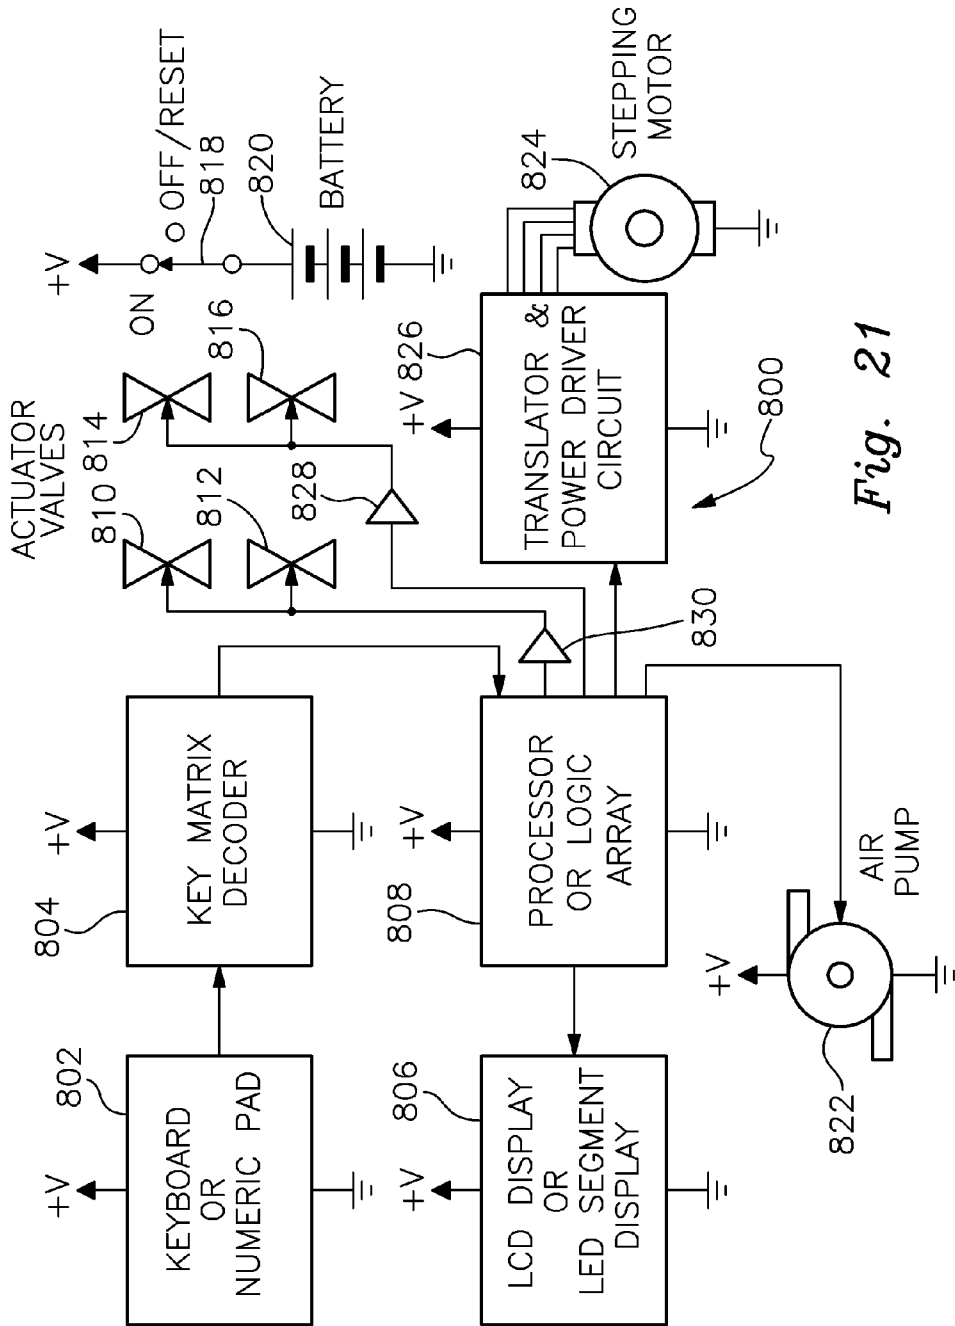 +V
802
KEYBOARD
OR
NUMERIC PAD
+V
804
KEY MATRIX
DECODER
ACTUATOR
VALVES
810
814
812
816
828
+V
ON
OFF/RESET
818
820
BATTERY
+V
806
LCD DISPLAY
OR
LED SEGMENT
DISPLAY
+V
808
PROCESSOR
OR LOGIC
ARRAY
830
+V
826
TRANSLATOR &
POWER DRIVER
CIRCUIT
824
STEPPING
MOTOR
800
+V
822
AIR
PUMP
Fig. 21